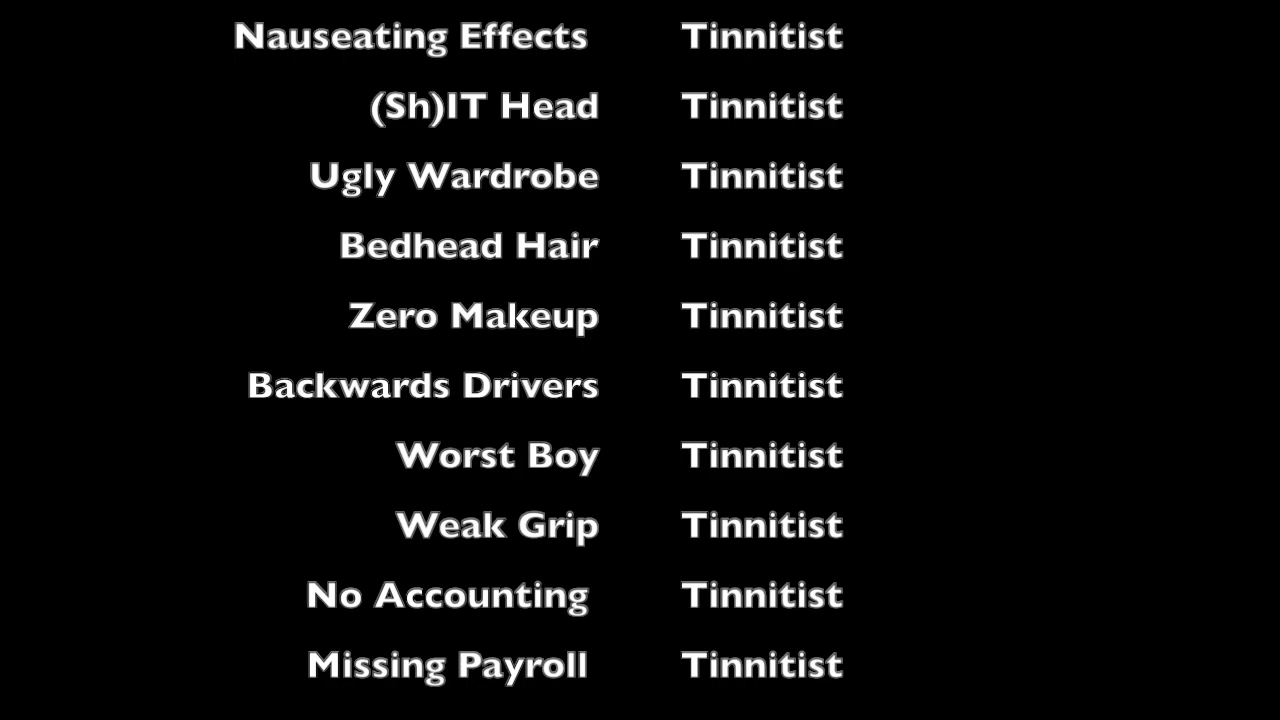 Nauseating Effects Tinnitist
(Sh)IT Head Tinnitist
Ugly Wardrobe Tinnitist
Bedhead Hair Tinnitist
Zero Makeup Tinnitist
Backwards Drivers Tinnitist
Worst Boy Tinnitist
Weak Grip Tinnitist
No Accounting Tinnitist
Missing Payroll Tinnitist